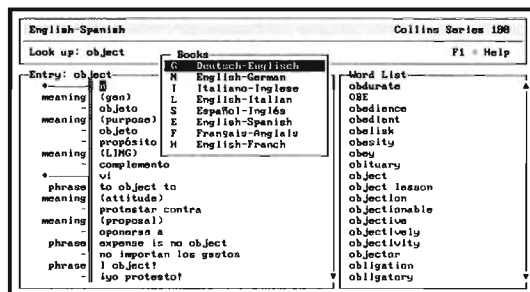 English-Spanish Collins Series 100
Look up: object F1 = Help
Books
G Deutsch-Englisch
N English-German
I Italiano-Inglese
L English-Italian
S Español-Inglés
E English-Spanish
F Français-Anglais
H English-French
Entry: object
n
meaning (gen)
- objeto
meaning (purpose)
- objeto
- propósito
meaning (LING)
- complemento
vi
phrase to object to
meaning (attitude)
- protestar contra
meaning (proposal)
- oponerse a
phrase expense is no object
- no importan los gastos
phrase I object!
- ¡yo protesto!
Word List
obdurate
OBE
obedience
obedient
obelisk
obesity
obey
obituary
object
object lesson
objection
objectionable
objective
objectively
objectivity
objector
obligation
obligatory